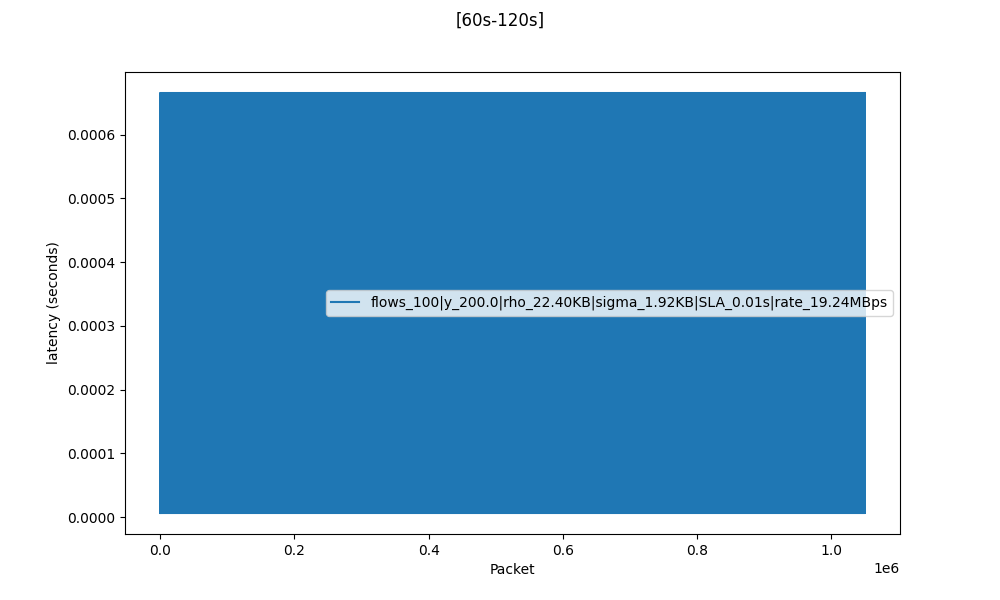 [60s-120s]
latency (seconds)
0.0006
0.0005
0.0004
0.0003
0.0002
0.0001
0.0000
flows_100|y_200.0|rho_22.40KB|sigma_1.92KB|SLA_0.01s|rate_19.24MBps
0.0 0.2 0.4 0.6 0.8 1.0
1e6
Packet